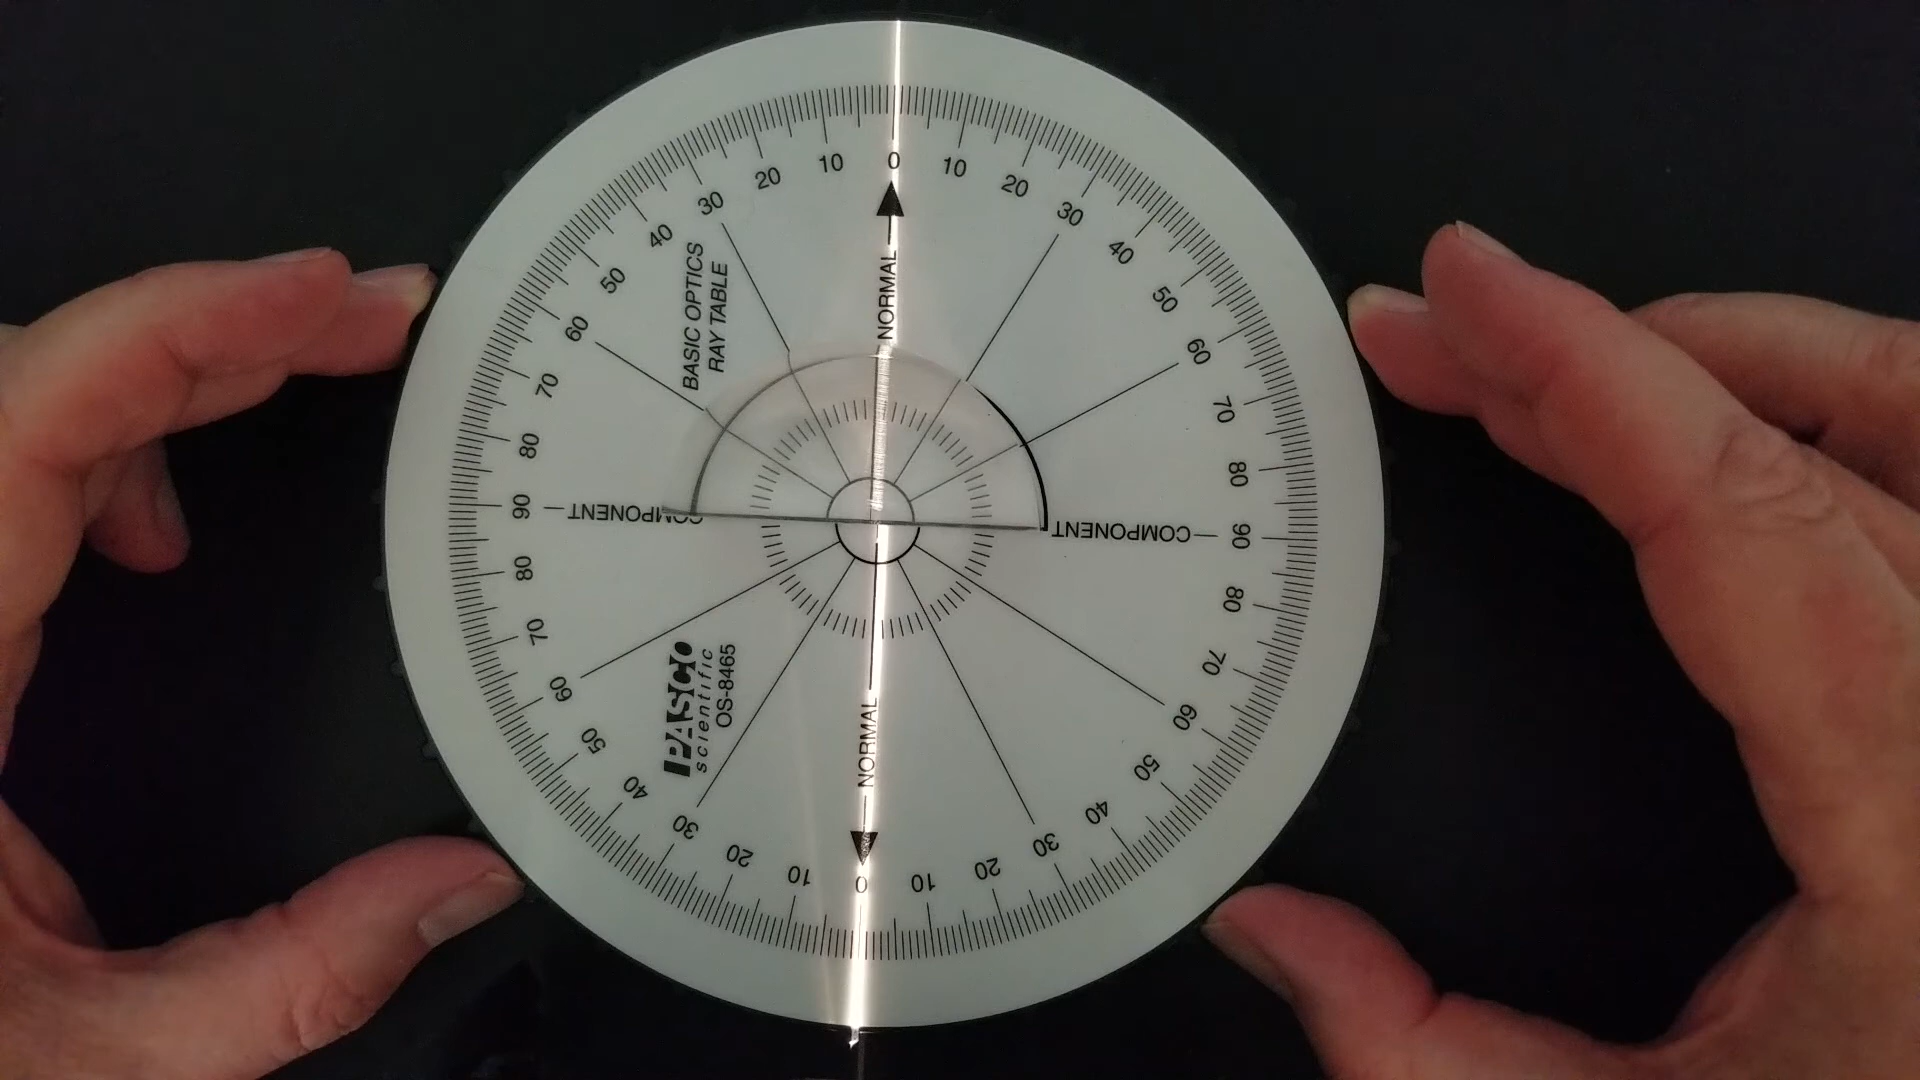 30 20 10 0 10 20 30
40 40
50 50
60 60
70 70
80 80
90 90
80 80
70 70
60 60
50 50
40 40
30 20 10 0 10 20 30
BASIC OPTICS
RAY TABLE
NORMAL
COMPONENT
COMPONENT
PASCO
scientific
OS-8465
NORMAL